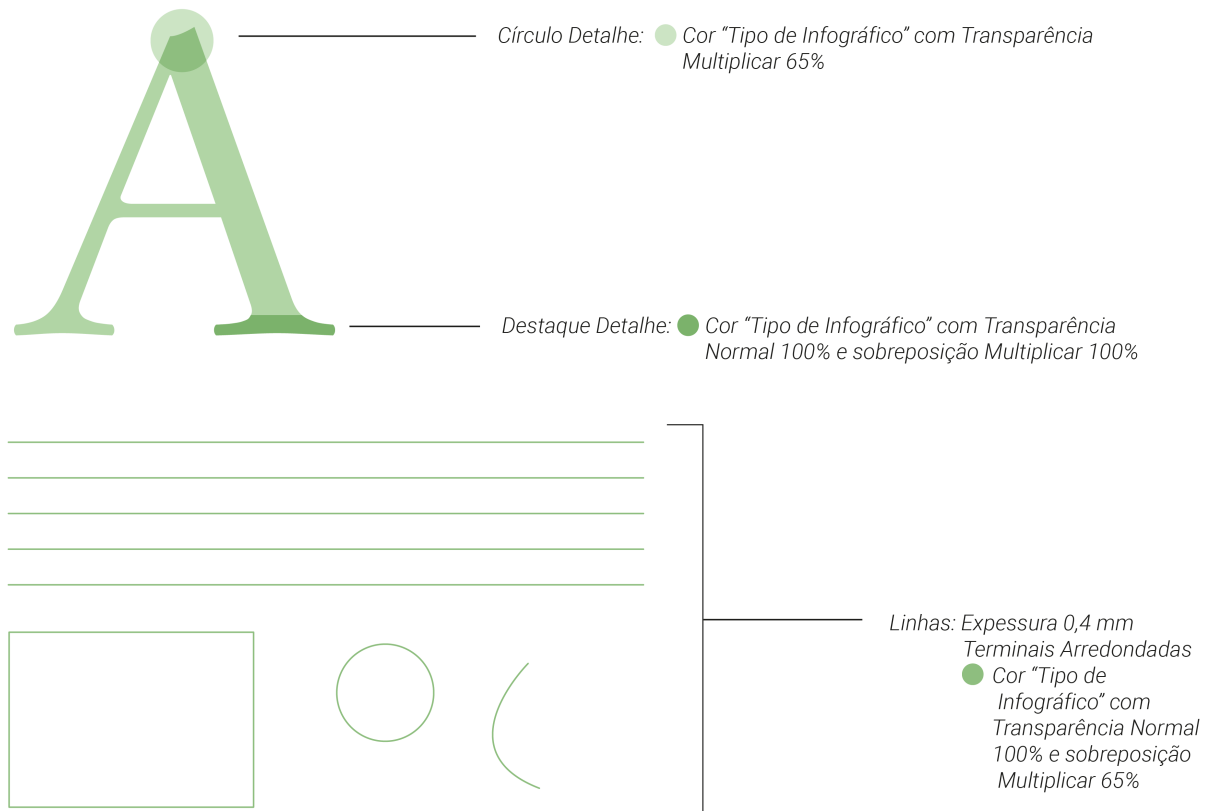 A
Círculo Detalhe: Cor “Tipo de Infográfico” com Transparência
Multiplicar 65%
Destaque Detalhe: Cor “Tipo de Infográfico” com Transparência
Normal 100% e sobreposição Multiplicar 100%
Linhas: Expessura 0,4 mm
Terminais Arredondadas
Cor “Tipo de
Infográfico” com
Transparência Normal
100% e sobreposição
Multiplicar 65%